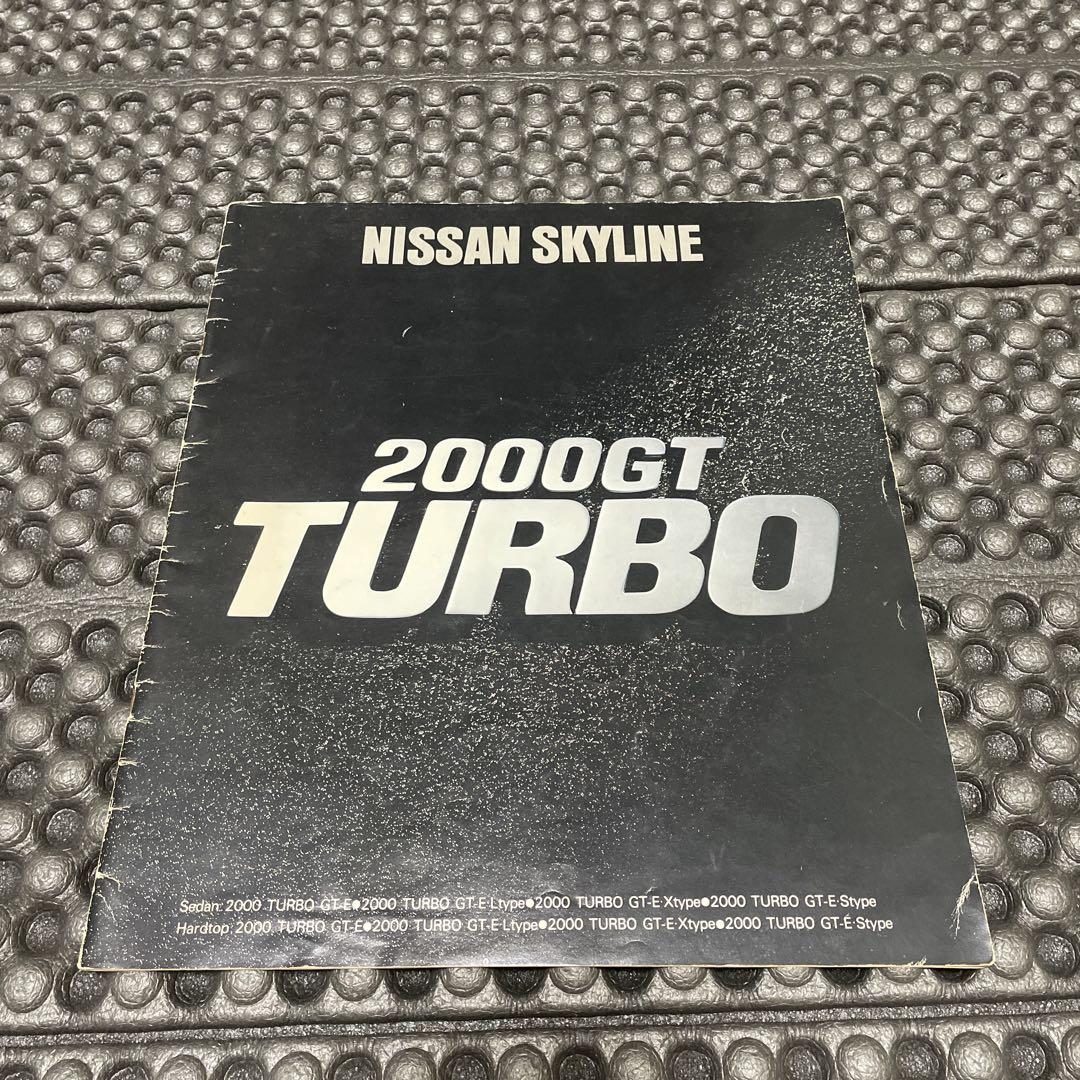 NISSAN SKYLINE
2000GT
TURBO
Sedan: 2000 TURBO GT-E●2000 TURBO GT-E·Ltype●2000 TURBO GT-E·Xtype●2000 TURBO GT-E·Stype
Hardtop: 2000 TURBO GT-E●2000 TURBO GT-E·Ltype●2000 TURBO GT-E·Xtype●2000 TURBO GT-E·Stype